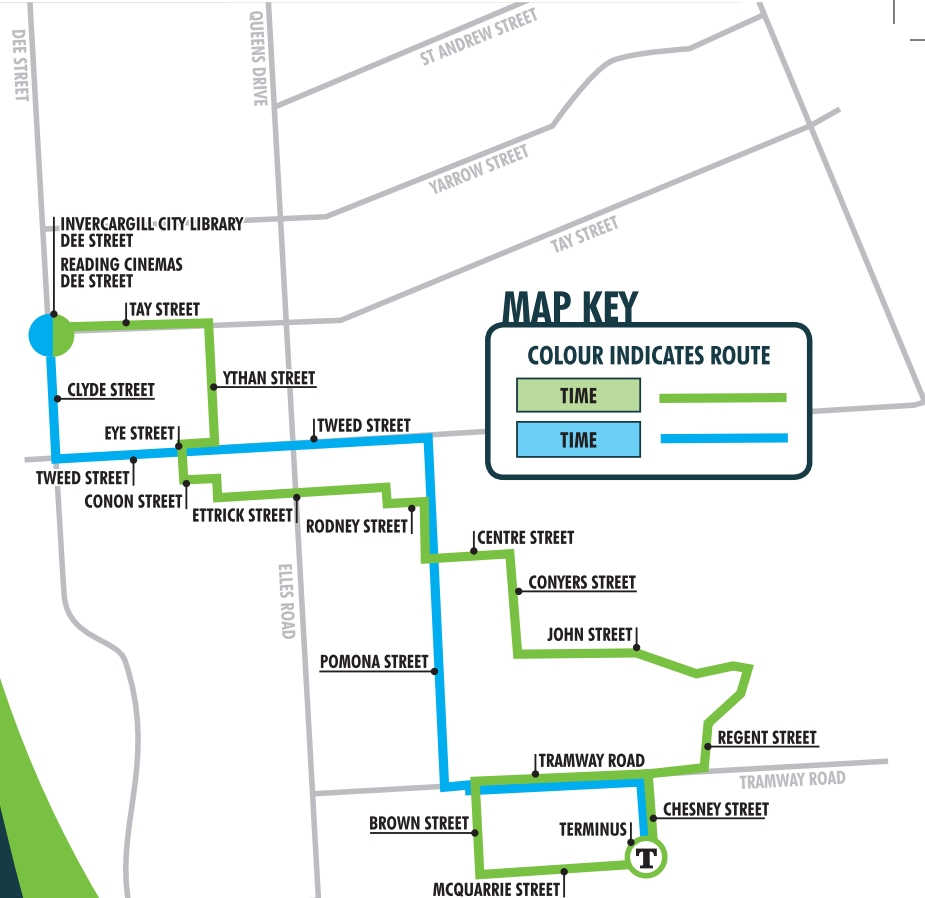 DEE STREET
QUEENS DRIVE
ST ANDREW STREET
YARROW STREET
TAY STREET
INVERCARGILL CITY LIBRARY
DEE STREET
READING CINEMAS
DEE STREET
TAY STREET
MAP KEY
COLOUR INDICATES ROUTE
TIME
TIME
YTHAN STREET
CLYDE STREET
EYE STREET
TWEED STREET
TWEED STREET
CONON STREET
ETTRICK STREET
RODNEY STREET
CENTRE STREET
CONYERS STREET
ELLES ROAD
JOHN STREET
POMONA STREET
REGENT STREET
TRAMWAY ROAD
TRAMWAY ROAD
CHESNEY STREET
BROWN STREET
TERMINUS
T
MCQUARRIE STREET